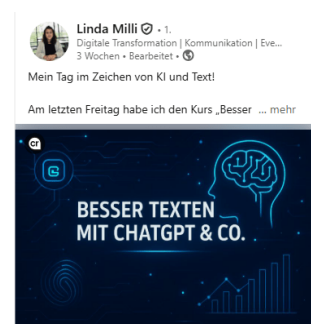 Linda Milli • 1.
Digitale Transformation | Kommunikation | Eve...
3 Wochen • Bearbeitet •
Mein Tag im Zeichen von KI und Text!
Am letzten Freitag habe ich den Kurs „Besser ... mehr
cr
BESSER TEXTEN
MIT CHATGPT & CO.